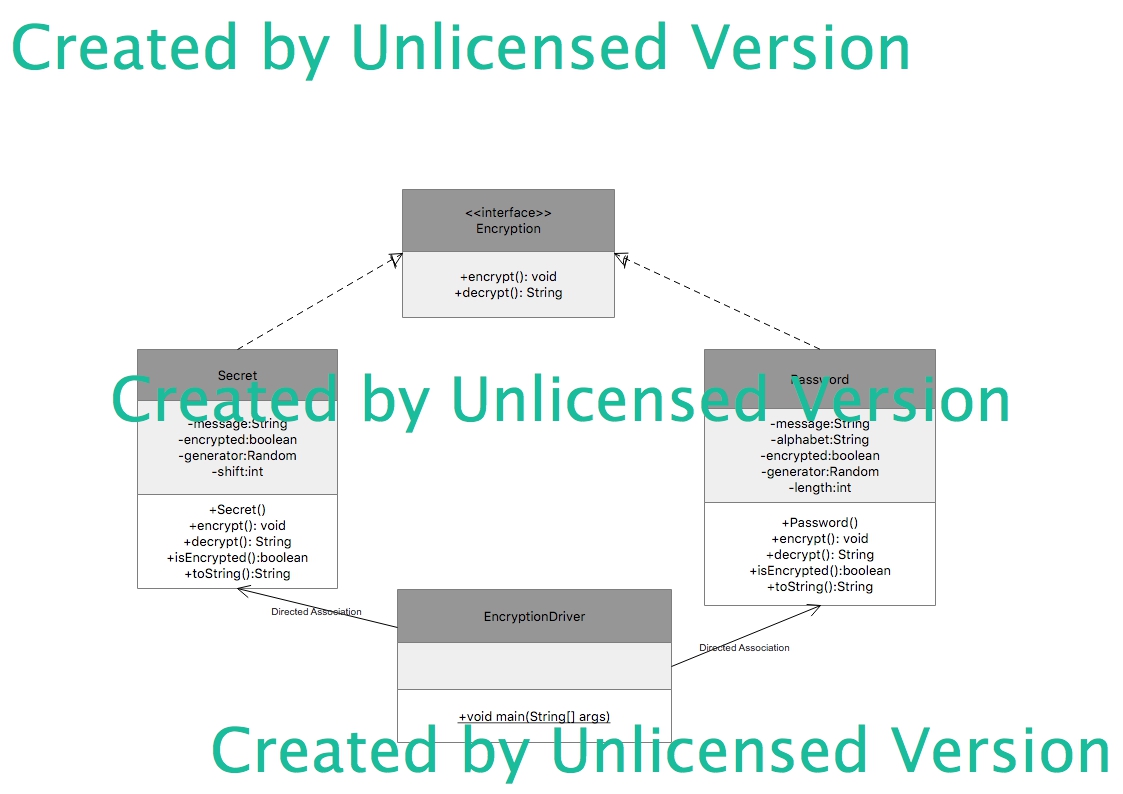 Created by Unlicensed Version
<<interface>>
Encryption
+encrypt(): void
+decrypt(): String
Secret
-message:String
-encrypted:boolean
-generator:Random
-shift:int
+Secret()
+encrypt(): void
+decrypt(): String
+isEncrypted():boolean
+toString():String
Password
-message:String
-alphabet:String
-encrypted:boolean
-generator:Random
-length:int
+Password()
+encrypt(): void
+decrypt(): String
+isEncrypted():boolean
+toString():String
Created by Unlicensed Version
Directed Association
EncryptionDriver
+void main(String[] args)
Directed Association
Created by Unlicensed Version